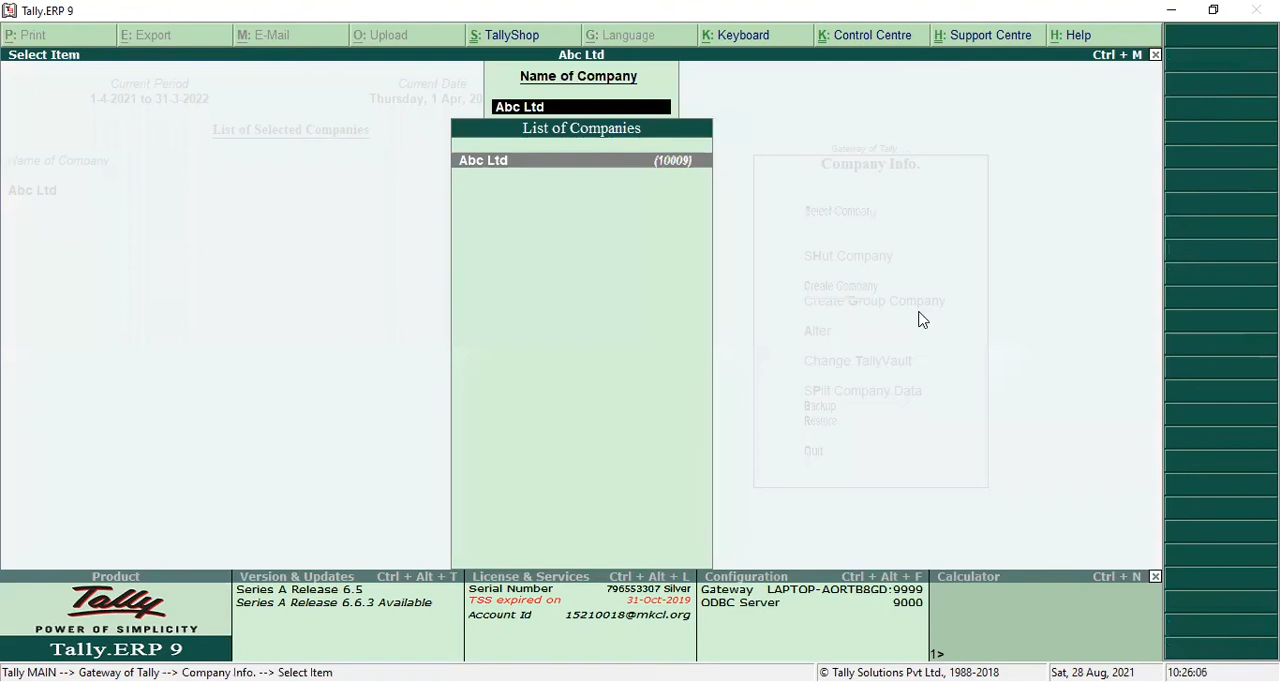 Tally.ERP 9
P: Print
E: Export
M: E-Mail
O: Upload
S: TallyShop
G: Language
K: Keyboard
K: Control Centre
H: Support Centre
H: Help
Select Item
Abc Ltd
Ctrl + M
Current Period
1-4-2021 to 31-3-2022
Current Date
Thursday, 1 Apr, 20
List of Selected Companies
Name of Company
Abc Ltd
Name of Company
Abc Ltd
List of Companies
Abc Ltd (10009)
Gateway of Tally ...
Company Info.
Select Company
SHut Company
Create Company
Create Group Company
Alter
Change TallyVault
SPlit Company Data
Backup
Restore
Quit
Product
Tally
POWER OF SIMPLICITY
Tally.ERP 9
Version & Updates Ctrl + Alt + T
Series A Release 6.5
Series A Release 6.6.3 Available
License & Services Ctrl + Alt + L
Serial Number 796553307 Silver
TSS expired on 31-Oct-2019
Account Id 15210018@mkcl.org
Configuration Ctrl + Alt + F
Gateway LAPTOP-AORTB8GD:9999
ODBC Server 9000
Calculator Ctrl + N
1>
Tally MAIN --> Gateway of Tally --> Company Info. --> Select Item
© Tally Solutions Pvt Ltd., 1988-2018
Sat, 28 Aug, 2021
10:26:06